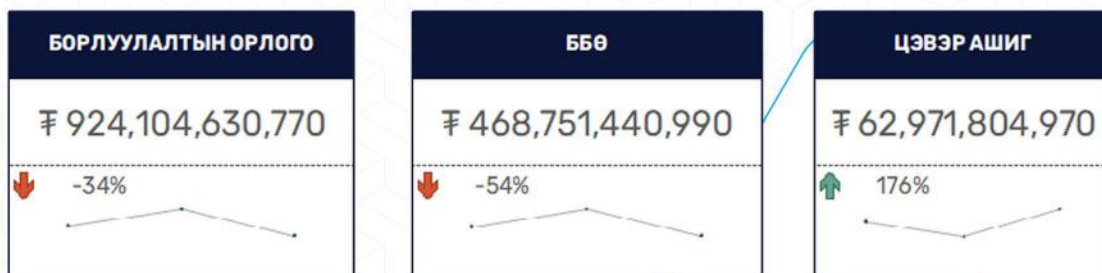 БОРЛУУЛАЛТЫН ОРЛОГО
₮ 924,104,630,770
-34%
ББӨ
₮ 468,751,440,990
-54%
ЦЭВЭР АШИГ
₮ 62,971,804,970
176%